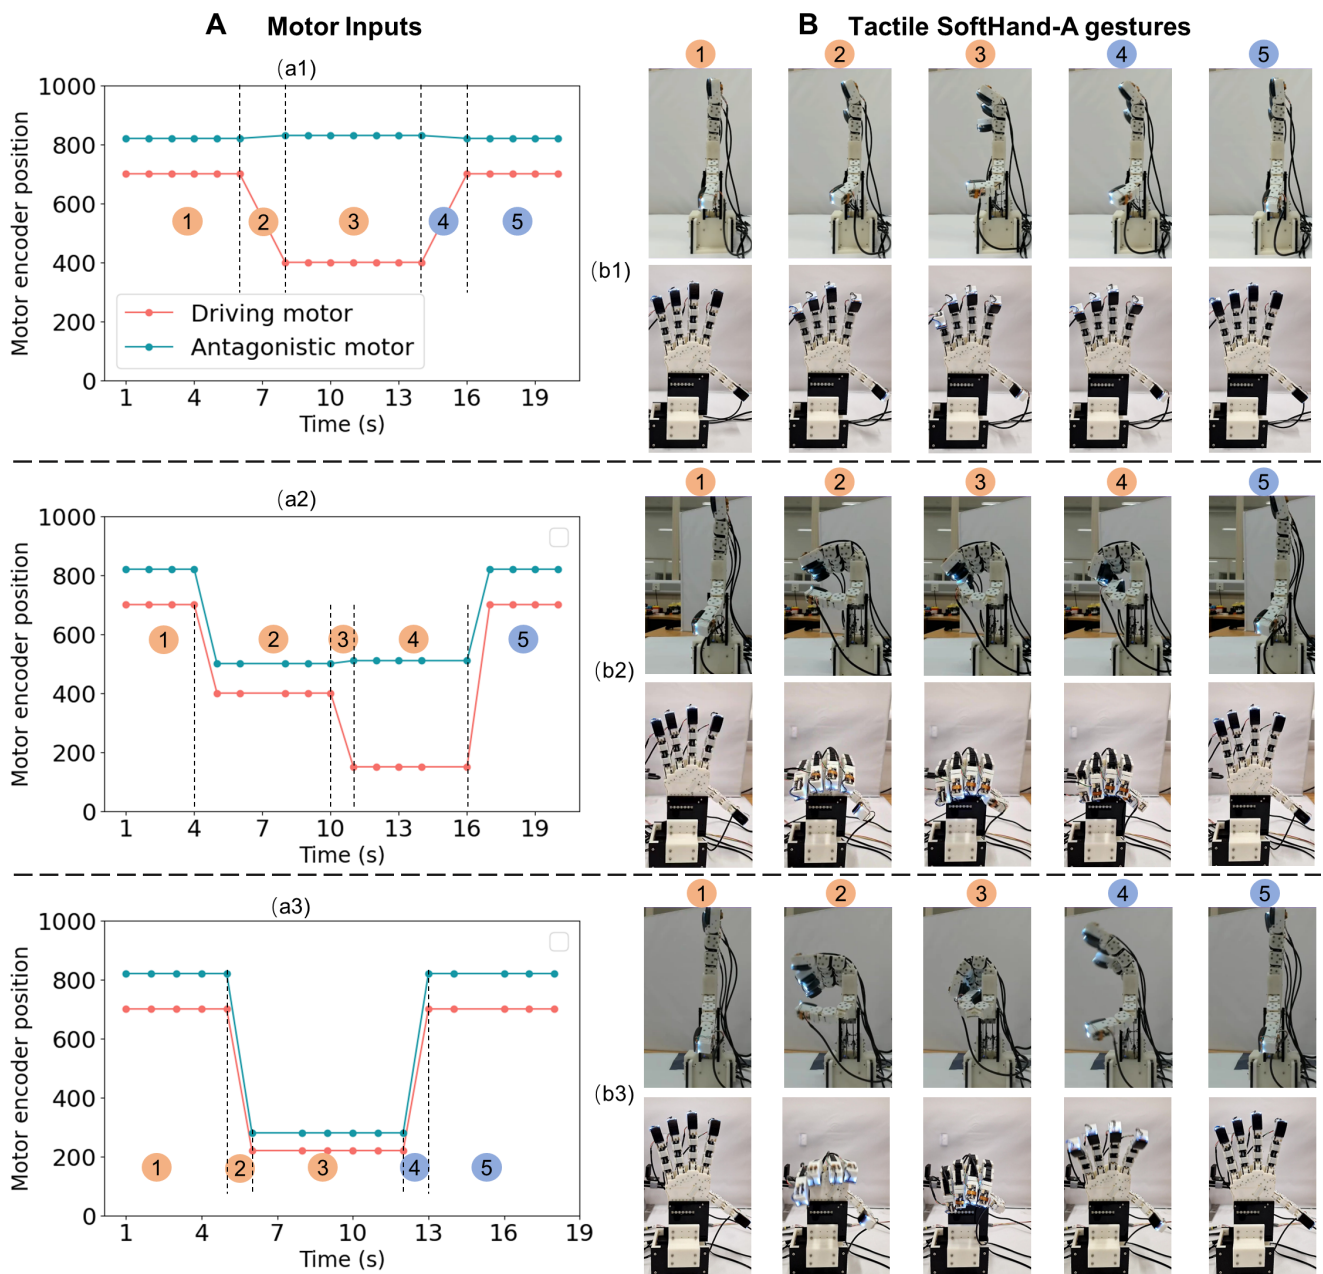 A Motor Inputs
B Tactile SoftHand-A gestures
(a1)
1 2 3 4 5
1000
800
600
400
200
0
Motor encoder position
1 2 3 4 5
Driving motor
Antagonistic motor
1 4 7 10 13 16 19
Time (s)
(b1)
(a2)
1 2 3 4 5
1000
800
600
400
200
0
Motor encoder position
1 2 3 4 5
1 4 7 10 13 16 19
Time (s)
(b2)
(a3)
1 2 3 4 5
1000
800
600
400
200
0
Motor encoder position
1 2 3 4 5
1 4 7 10 13 16 19
Time (s)
(b3)